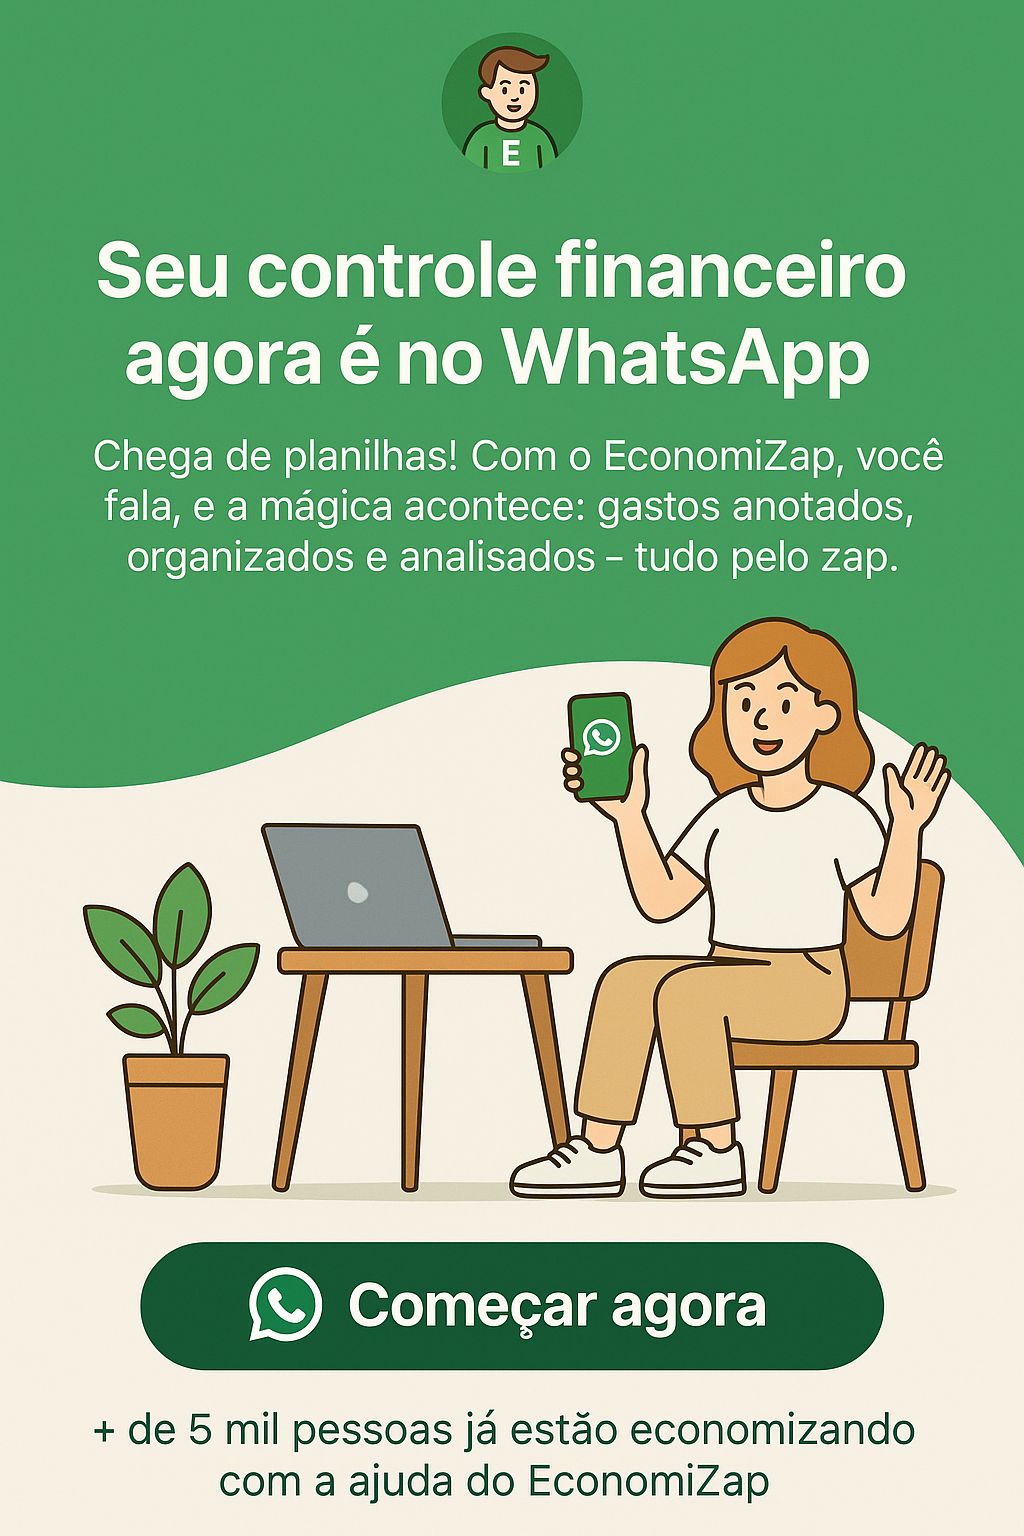 E
Seu controle financeiro
agora é no WhatsApp
Chega de planilhas! Com o EconomiZap, você
fala, e a mágica acontece: gastos anotados,
organizados e analisados – tudo pelo zap.
Começar agora
+ de 5 mil pessoas já estão economizando
com a ajuda do EconomiZap